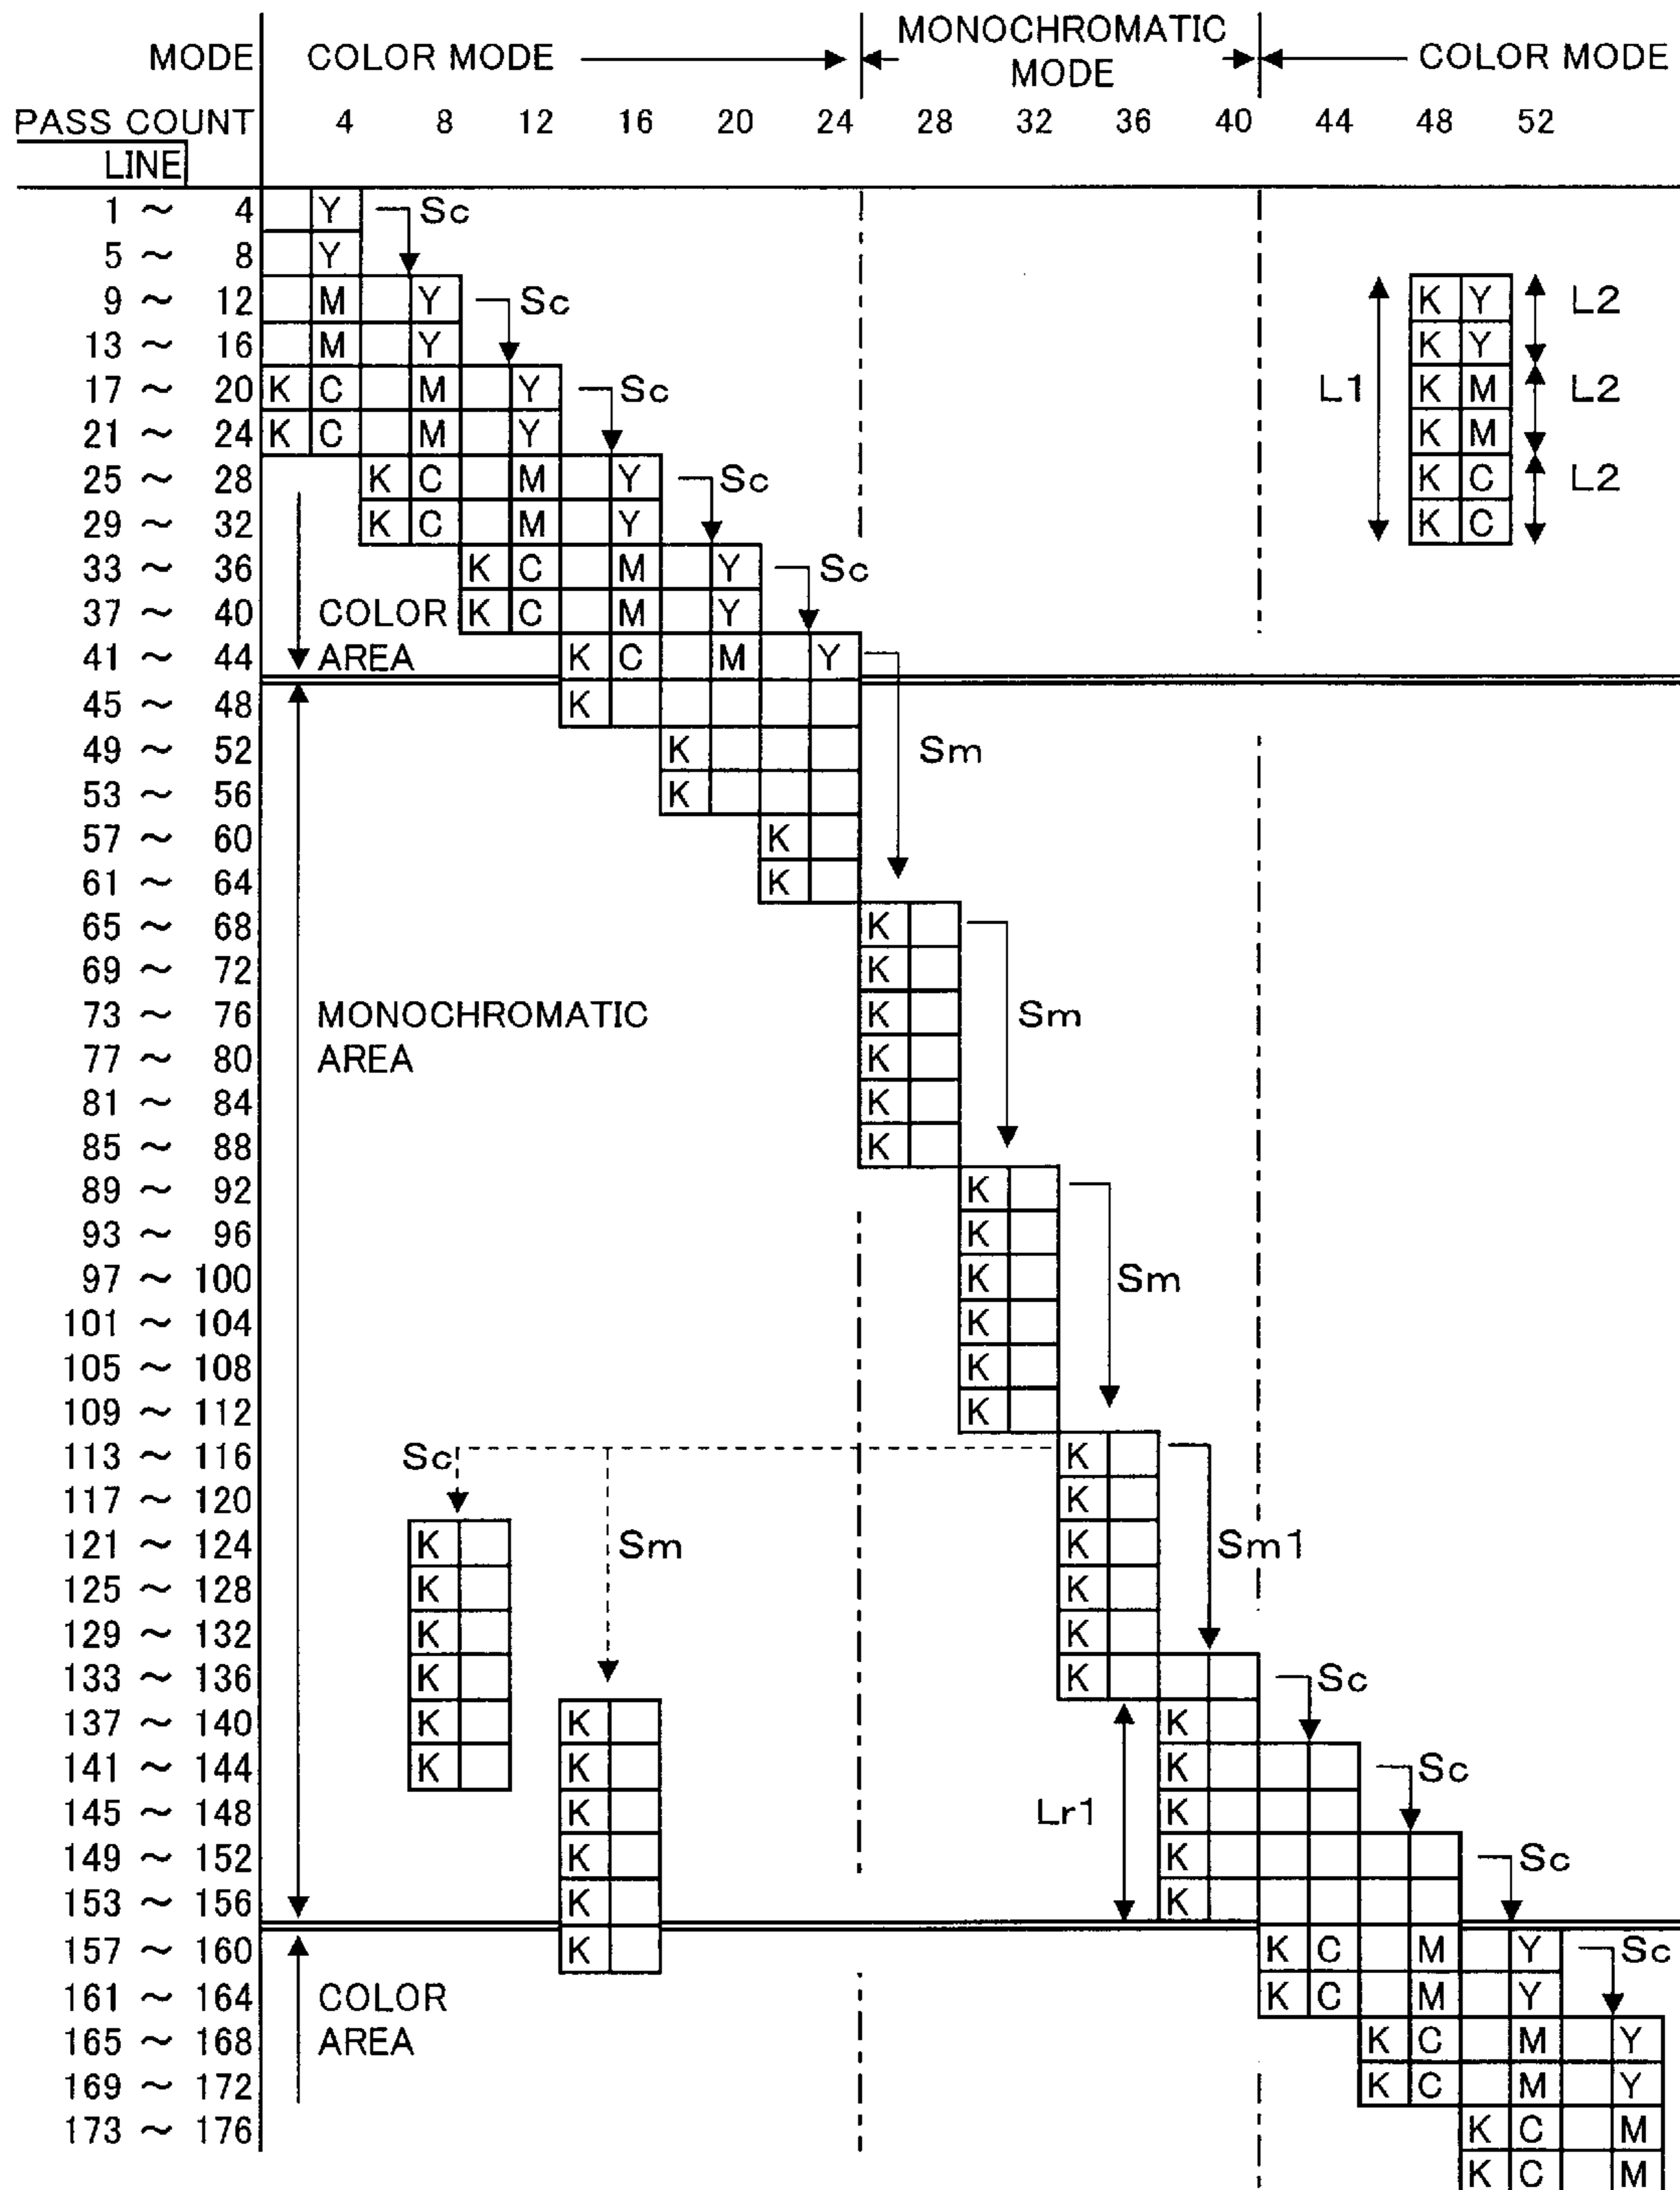 MODE COLOR MODE MONOCHROMATIC MODE COLOR MODE
PASS COUNT 4 8 12 16 20 24 28 32 36 40 44 48 52
LINE
1 ~ 4 Y Sc
5 ~ 8 Y
9 ~ 12 M Y Sc K Y L2
13 ~ 16 M Y K Y
17 ~ 20 K C M Y Sc L1 K M L2
21 ~ 24 K C M Y K M
25 ~ 28 K C M Y Sc K C L2
29 ~ 32 K C M Y K C
33 ~ 36 K C M Y Sc
37 ~ 40 COLOR K C M Y
41 ~ 44 AREA K C M Y
45 ~ 48 K
49 ~ 52 K Sm
53 ~ 56 K
57 ~ 60 K
61 ~ 64 K
65 ~ 68 K
69 ~ 72 K
73 ~ 76 MONOCHROMATIC K Sm
77 ~ 80 AREA K
81 ~ 84 K
85 ~ 88 K
89 ~ 92 K
93 ~ 96 K
97 ~ 100 K Sm
101 ~ 104 K
105 ~ 108 K
109 ~ 112 K
113 ~ 116 Sc K
117 ~ 120 K
121 ~ 124 K Sm K Sm1
125 ~ 128 K K
129 ~ 132 K K
133 ~ 136 K K Sc
137 ~ 140 K K K
141 ~ 144 K K K Sc
145 ~ 148 K Lr1 K
149 ~ 152 K K Sc
153 ~ 156 K K
157 ~ 160 K K C M Y Sc
161 ~ 164 COLOR K C M Y
165 ~ 168 AREA K C M Y
169 ~ 172 K C M Y
173 ~ 176 K C M
K C M